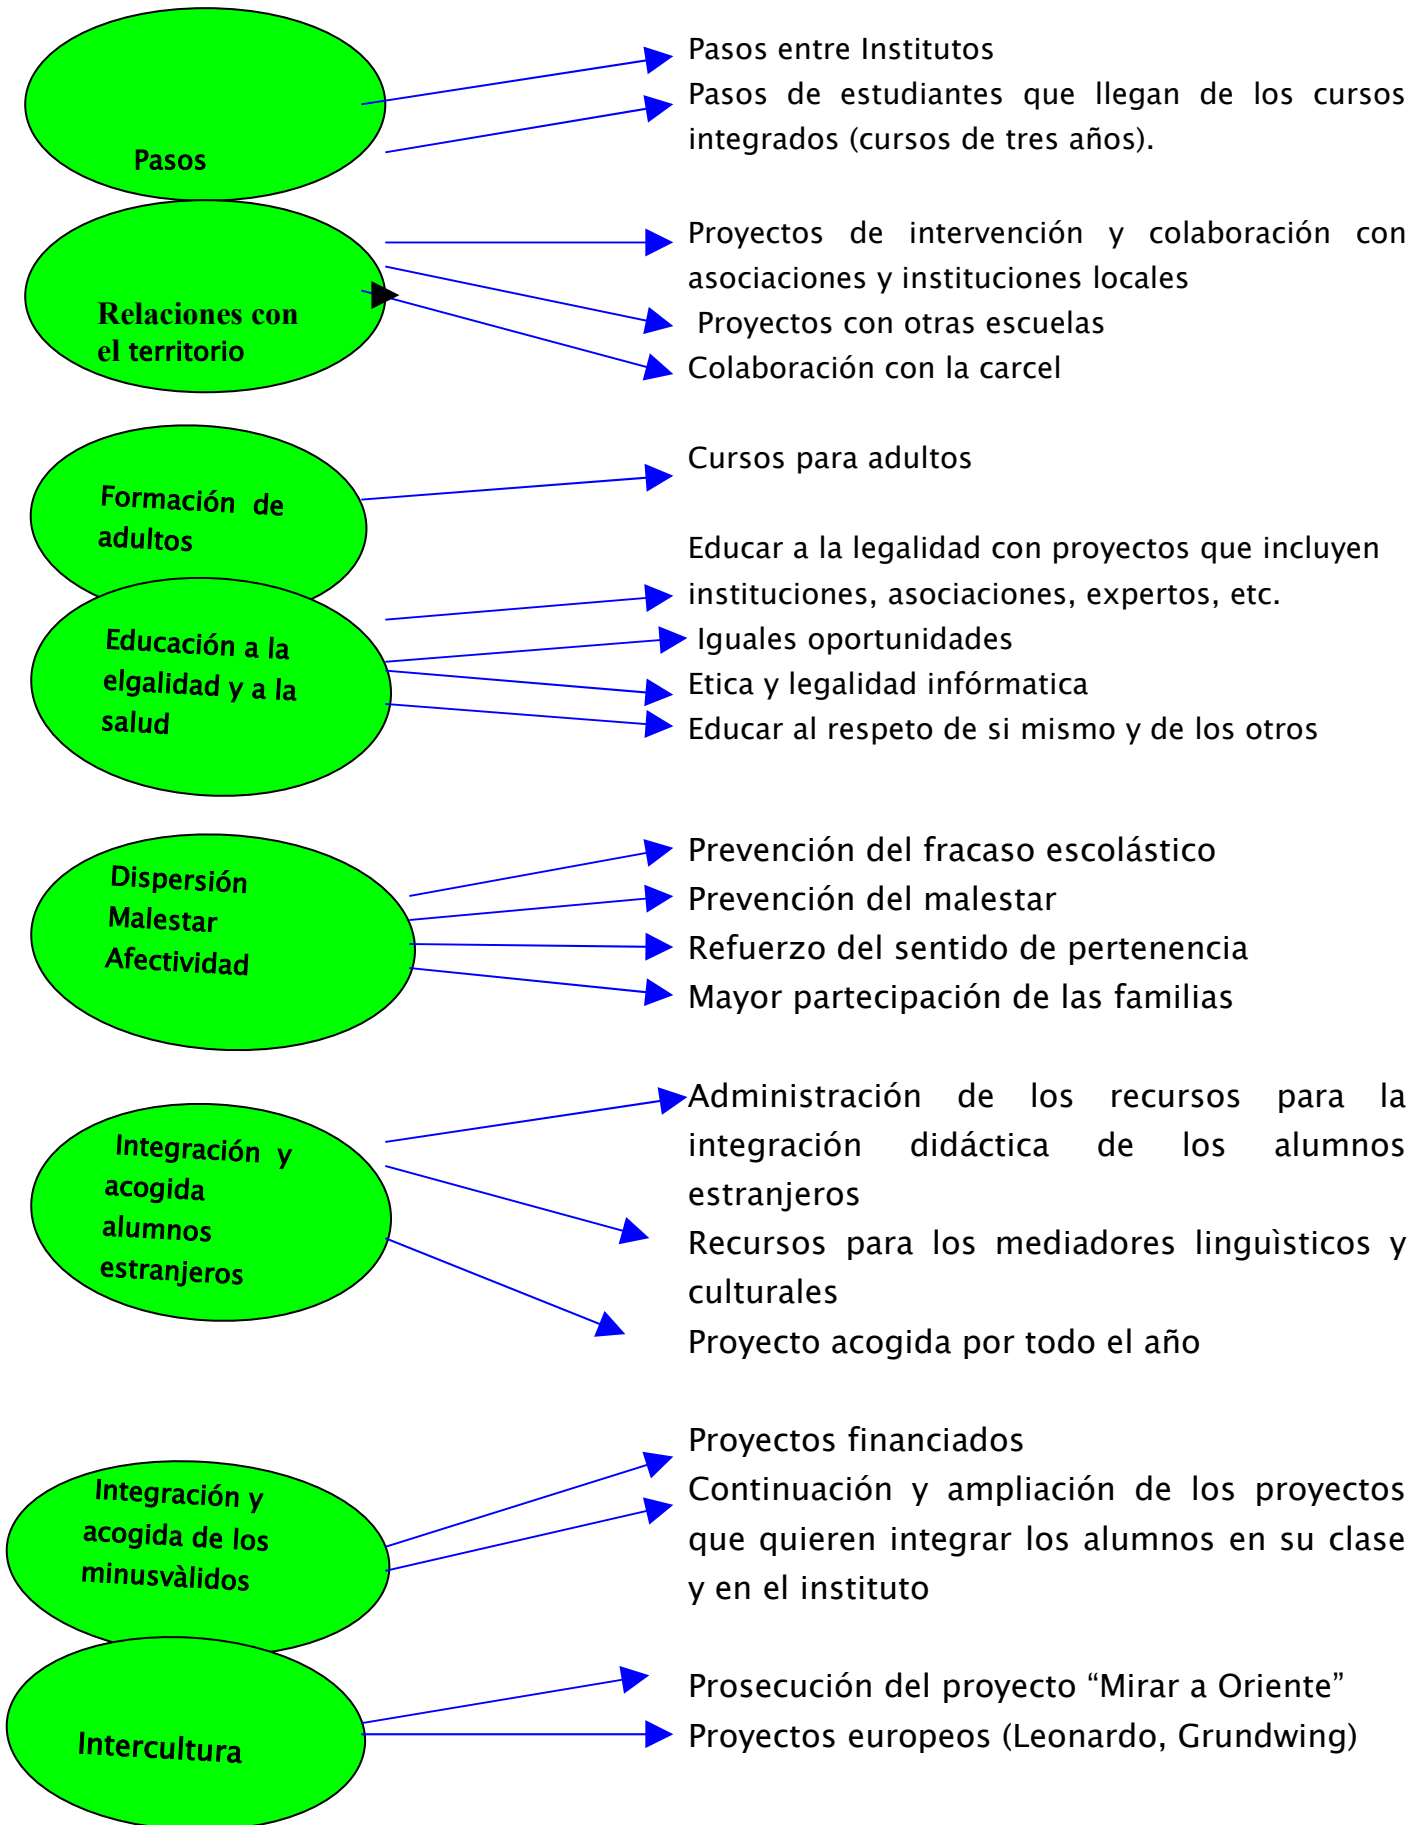 Pasos
Pasos entre Institutos
Pasos de estudiantes que llegan de los cursos
integrados (cursos de tres años).
Relaciones con
el territorio
Proyectos de intervención y colaboración con
asociaciones y instituciones locales
Proyectos con otras escuelas
Colaboración con la carcel
Formación de
adultos
Cursos para adultos
Educación a la
elgalidad y a la
salud
Educar a la legalidad con proyectos que incluyen
instituciones, asociaciones, expertos, etc.
Iguales oportunidades
Etica y legalidad infórmatica
Educar al respeto de si mismo y de los otros
Dispersión
Malestar
Afectividad
Prevención del fracaso escolástico
Prevención del malestar
Refuerzo del sentido de pertenencia
Mayor partecipación de las familias
Integración y
acogida
alumnos
estranjeros
Administración de los recursos para la
integración didáctica de los alumnos
estranjeros
Recursos para los mediadores linguìsticos y
culturales
Proyecto acogida por todo el año
Integración y
acogida de los
minusvàlidos
Proyectos financiados
Continuación y ampliación de los proyectos
que quieren integrar los alumnos en su clase
y en el instituto
Intercultura
Prosecución del proyecto “Mirar a Oriente”
Proyectos europeos (Leonardo, Grundwing)